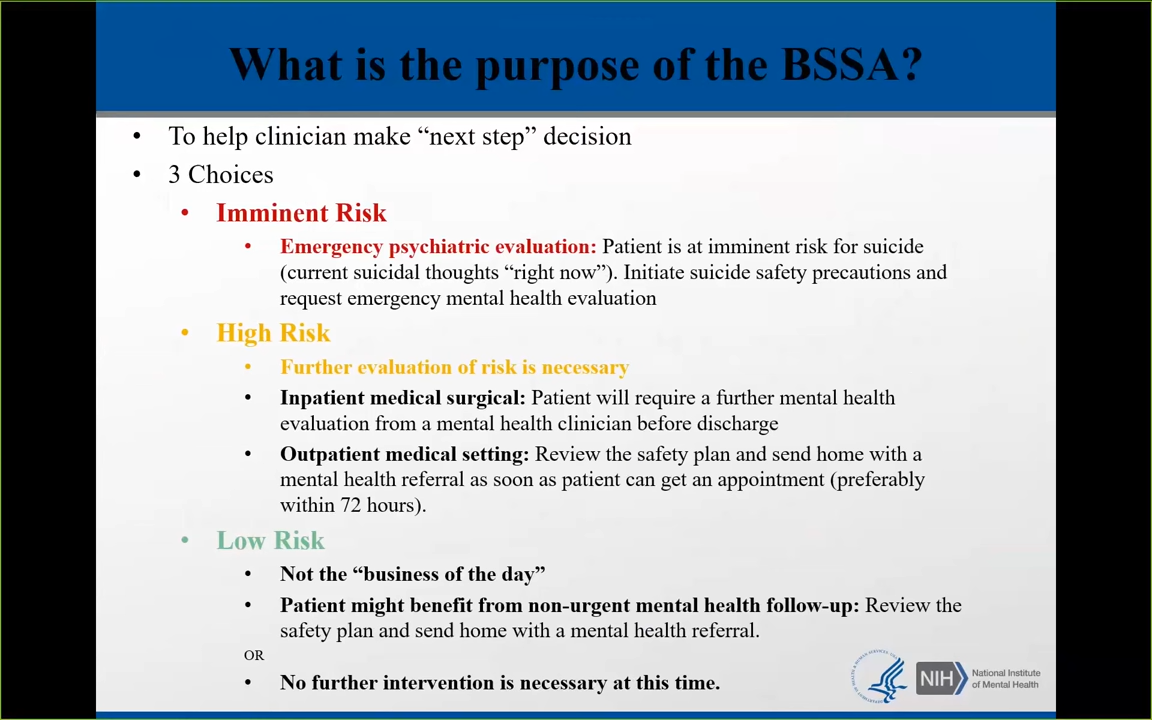 What is the purpose of the BSSA?
• To help clinician make “next step” decision
• 3 Choices
• Imminent Risk
• Emergency psychiatric evaluation: Patient is at imminent risk for suicide
(current suicidal thoughts “right now”). Initiate suicide safety precautions and
request emergency mental health evaluation
• High Risk
• Further evaluation of risk is necessary
• Inpatient medical surgical: Patient will require a further mental health
evaluation from a mental health clinician before discharge
• Outpatient medical setting: Review the safety plan and send home with a
mental health referral as soon as patient can get an appointment (preferably
within 72 hours).
• Low Risk
• Not the “business of the day”
• Patient might benefit from non-urgent mental health follow-up: Review the
safety plan and send home with a mental health referral.
OR
• No further intervention is necessary at this time.
NIH National Institute
of Mental Health